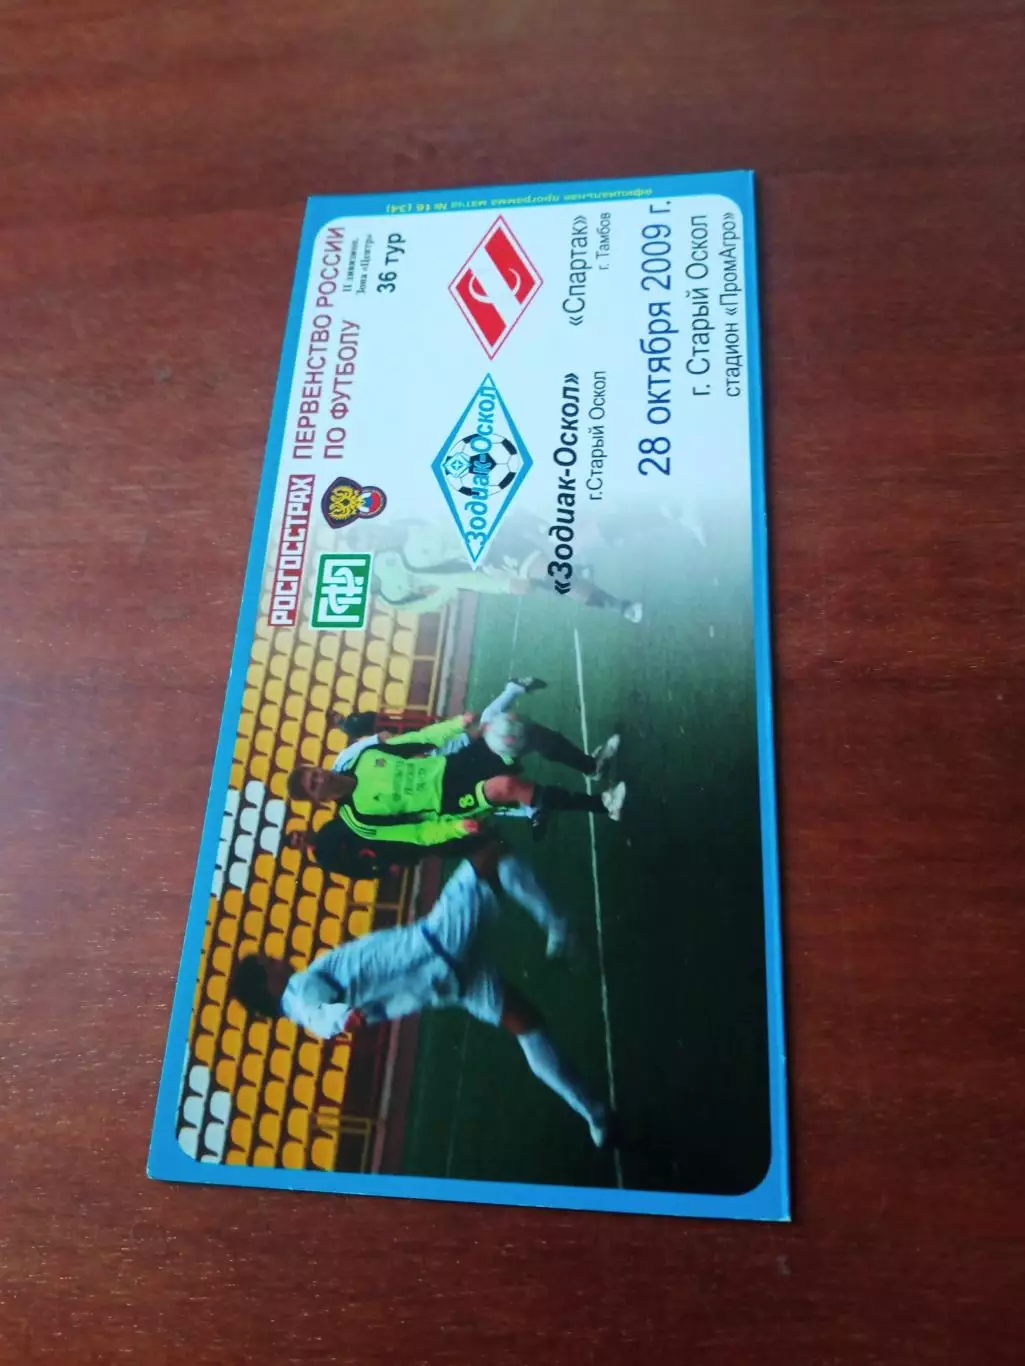 официальная программа матча № 16 (34)
РОСГОССТРАХ
ПЕРВЕНСТВО РОССИИ
ПО ФУТБОЛУ
II дивизион.
Зона «Центр»
36 тур
Зодиак-Оскол
«Зодиак-Оскол»
г.Старый Оскол
«Спартак»
г. Тамбов
28 октября 2009 г.
г. Старый Оскол
стадион «ПромАгро»
8